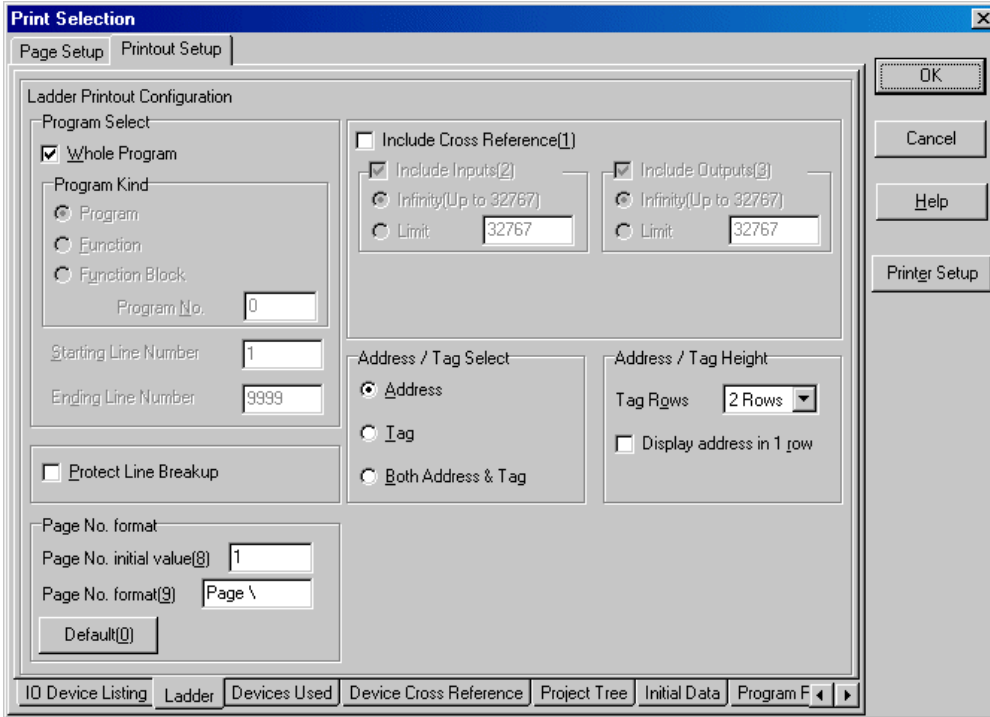 Print Selection
Page Setup
Printout Setup
OK
Cancel
Help
Printer Setup
Ladder Printout Configuration
Program Select
Whole Program
Program Kind
Program
Function
Function Block
Program No. 0
Starting Line Number 1
Ending Line Number 9999
Include Cross Reference(1)
Include Inputs(2)
Infinity(Up to 32767)
Limit 32767
Include Outputs(3)
Infinity(Up to 32767)
Limit 32767
Address / Tag Select
Address
Tag
Both Address & Tag
Address / Tag Height
Tag Rows 2 Rows
Display address in 1 row
Protect Line Breakup
Page No. format
Page No. initial value(8) 1
Page No. format(9) Page \
Default(0)
IO Device Listing
Ladder
Devices Used
Device Cross Reference
Project Tree
Initial Data
Program F